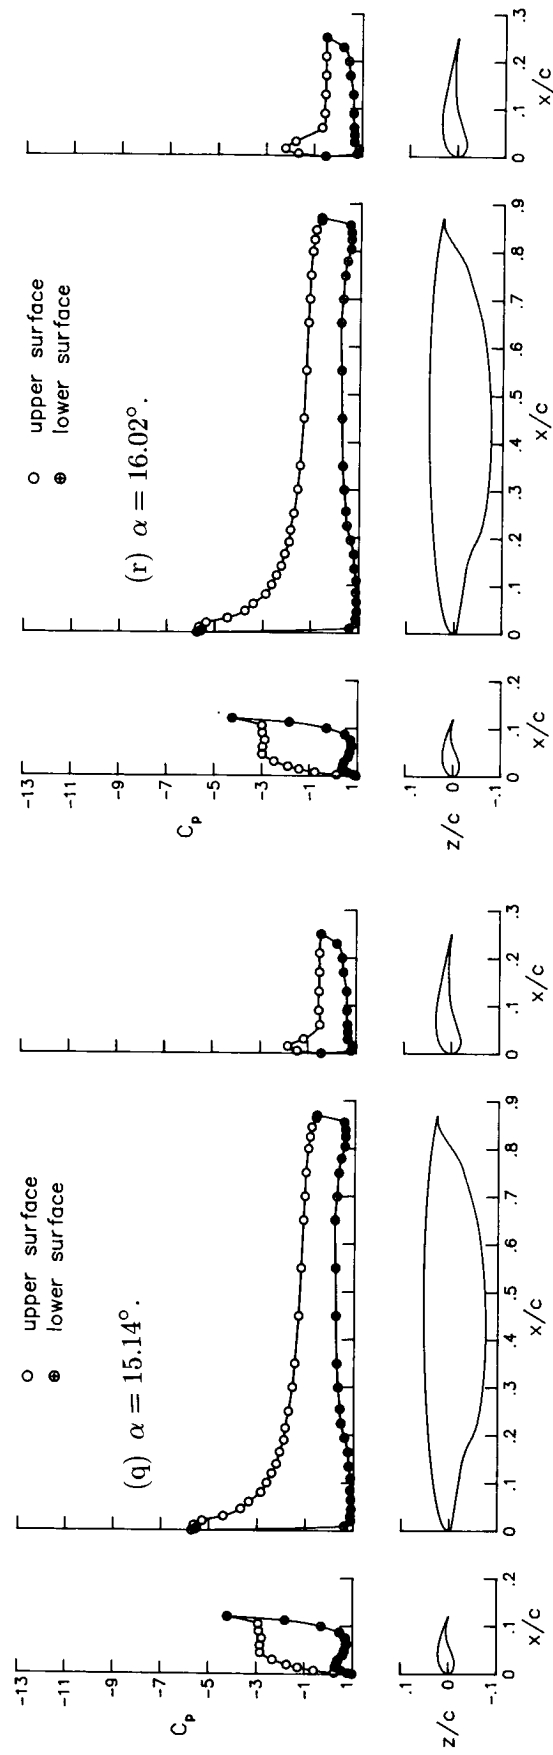 -13
-11
-9
-7
-5
-3
-1
1
Cp
○ upper surface
⊕ lower surface
(q) α = 15.14°.
.1
0
-.1
z/c
0 .1 .2
x/c
0 .1 .2 .3 .4 .5 .6 .7 .8 .9
x/c
0 .1 .2 .3
x/c
-13
-11
-9
-7
-5
-3
-1
1
Cp
○ upper surface
⊕ lower surface
(r) α = 16.02°.
.1
0
-.1
z/c
0 .1 .2
x/c
0 .1 .2 .3 .4 .5 .6 .7 .8 .9
x/c
0 .1 .2 .3
x/c